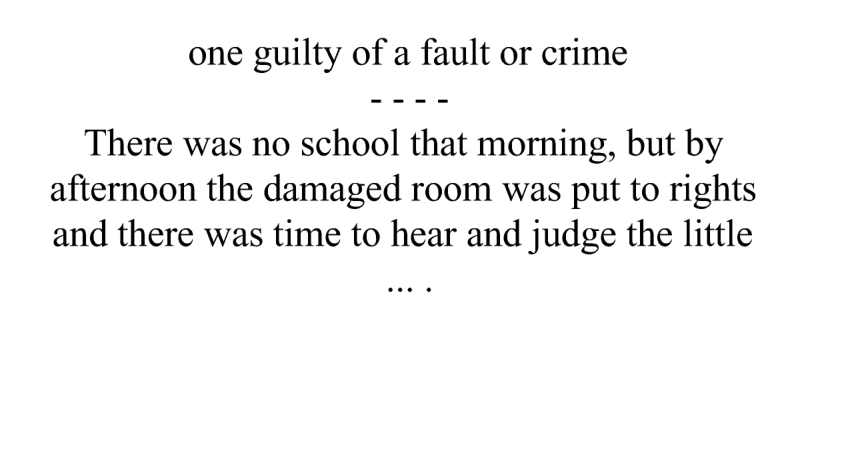 one guilty of a fault or crime
- - - -
There was no school that morning, but by
afternoon the damaged room was put to rights
and there was time to hear and judge the little
... .